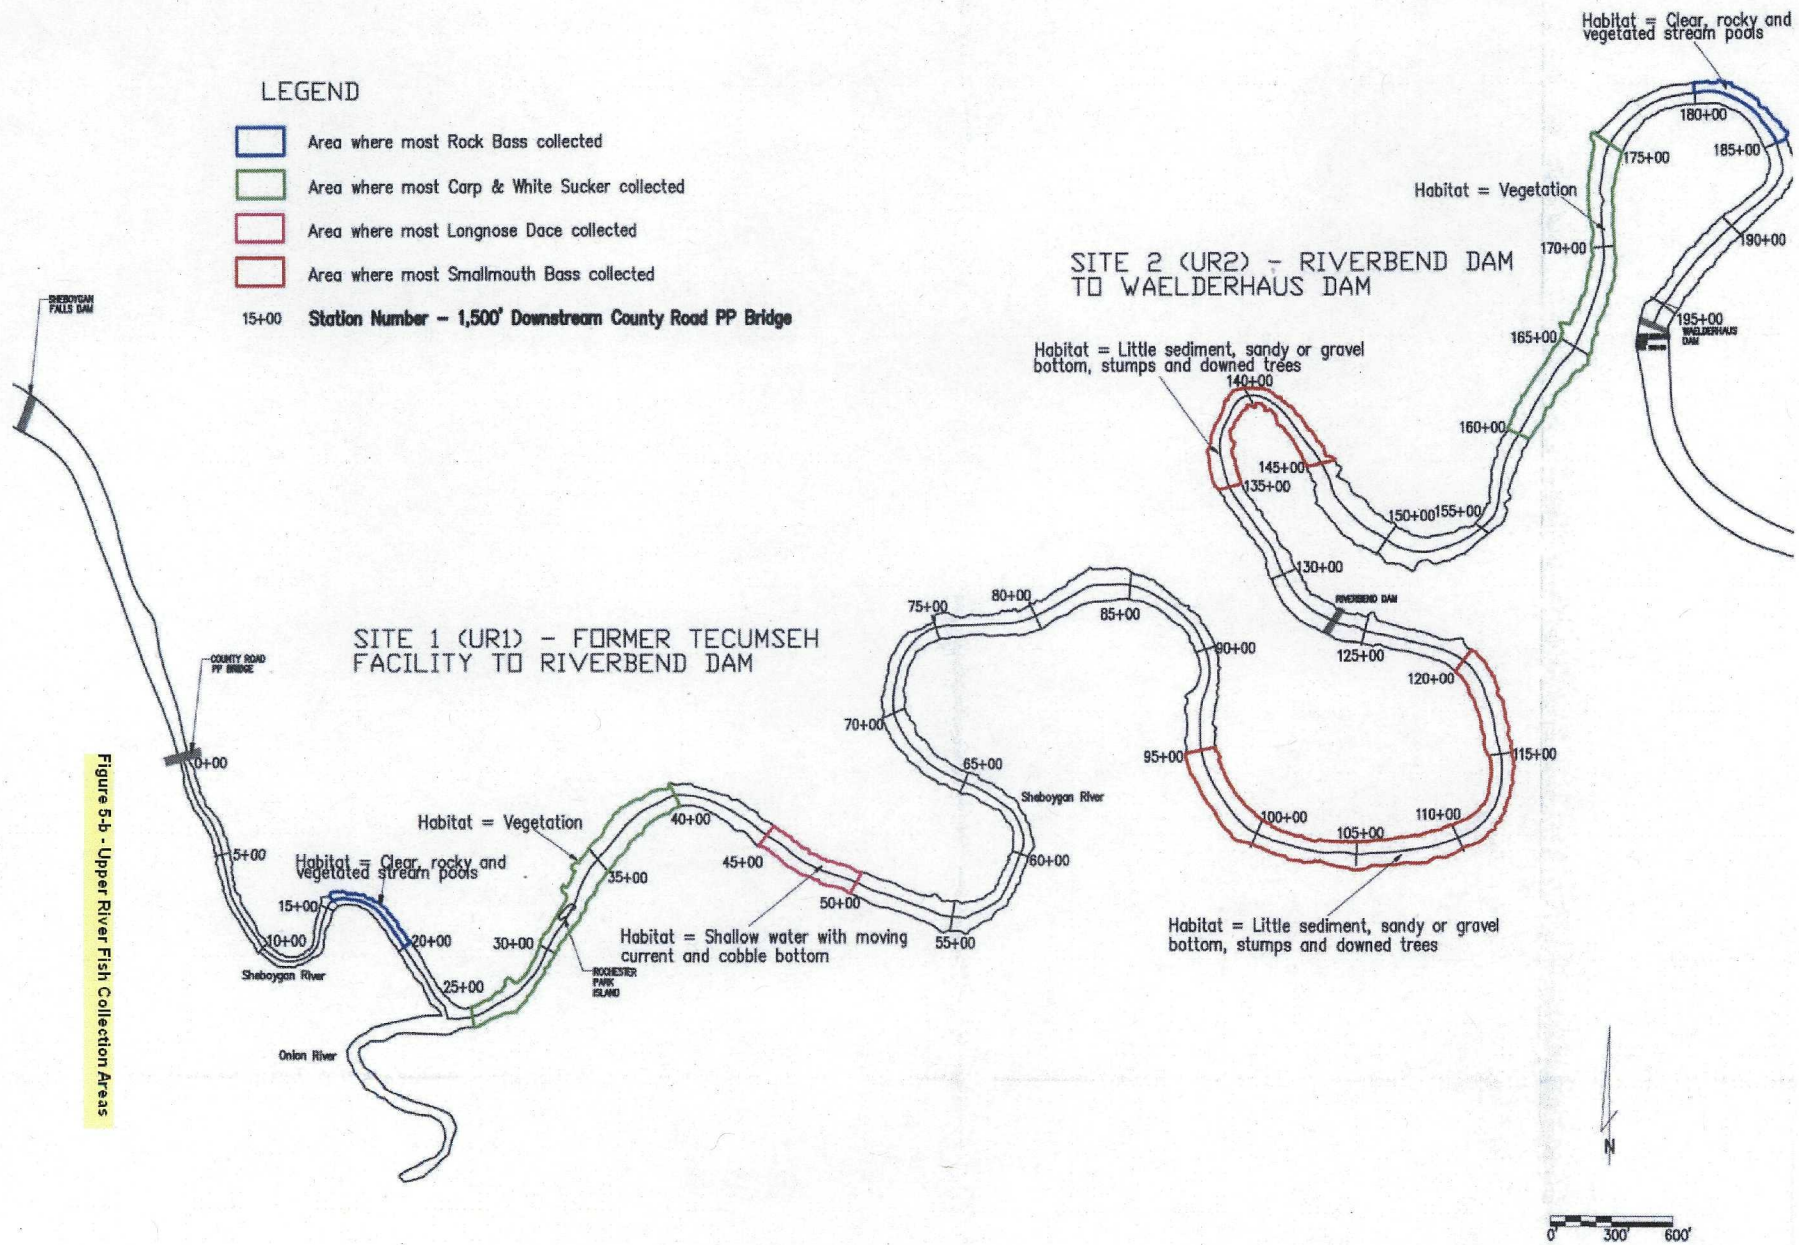 Habitat = Clear, rocky and
vegetated stream pools
LEGEND
Area where most Rock Bass collected
Area where most Carp & White Sucker collected
Area where most Longnose Dace collected
Area where most Smallmouth Bass collected
15+00 Station Number - 1,500' Downstream County Road PP Bridge
SHEBOYGAN
FALLS DAM
180+00
185+00
175+00
Habitat = Vegetation
170+00
190+00
SITE 2 (UR2) - RIVERBEND DAM
TO WAELDERHAUS DAM
195+00
WAELDERHAUS
DAM
165+00
Habitat = Little sediment, sandy or gravel
bottom, stumps and downed trees
140+00
160+00
145+00
135+00
150+00
155+00
130+00
RIVERBEND DAM
125+00
120+00
75+00
80+00
85+00
90+00
SITE 1 (UR1) - FORMER TECUMSEH
FACILITY TO RIVERBEND DAM
COUNTY ROAD
PP BRIDGE
0+00
70+00
65+00
Sheboygan River
95+00
115+00
100+00
105+00
110+00
Habitat = Vegetation
40+00
45+00
60+00
5+00
Habitat = Clear, rocky and
vegetated stream pools
35+00
15+00
50+00
10+00
20+00
30+00
Habitat = Shallow water with moving
current and cobble bottom
55+00
Habitat = Little sediment, sandy or gravel
bottom, stumps and downed trees
Sheboygan River
25+00
ROCHESTER
PARK
ISLAND
Onion River
Figure 5-b - Upper River Fish Collection Areas
N
0' 300' 600'